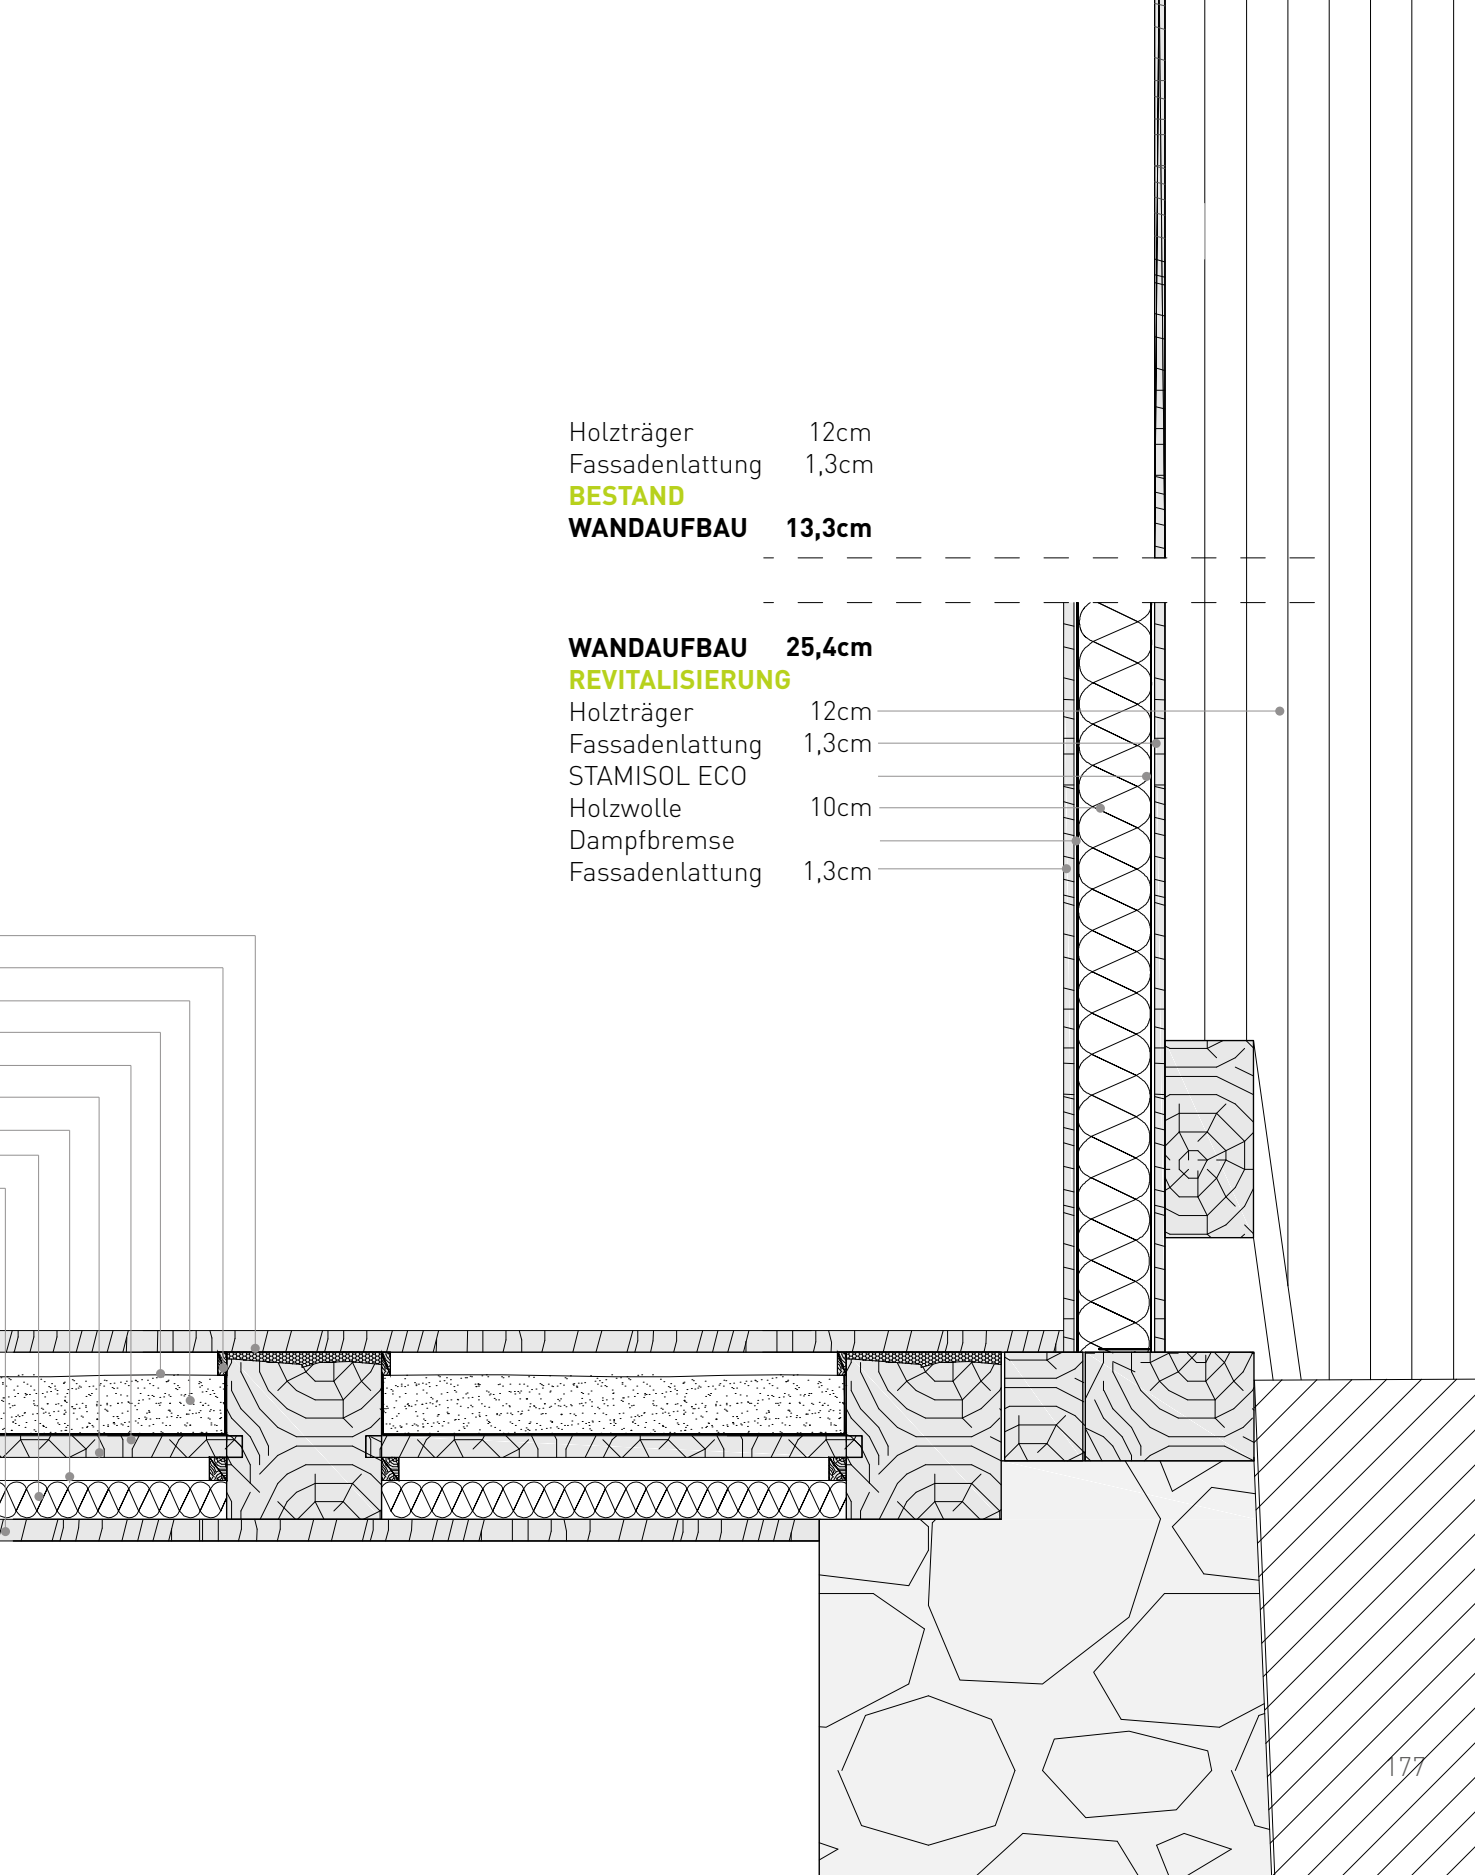 Holzträger 12cm
Fassadenlattung 1,3cm
BESTAND
WANDAUFBAU 13,3cm
WANDAUFBAU 25,4cm
REVITALISIERUNG
Holzträger 12cm
Fassadenlattung 1,3cm
STAMISOL ECO
Holzwolle 10cm
Dampfbremse
Fassadenlattung 1,3cm
177